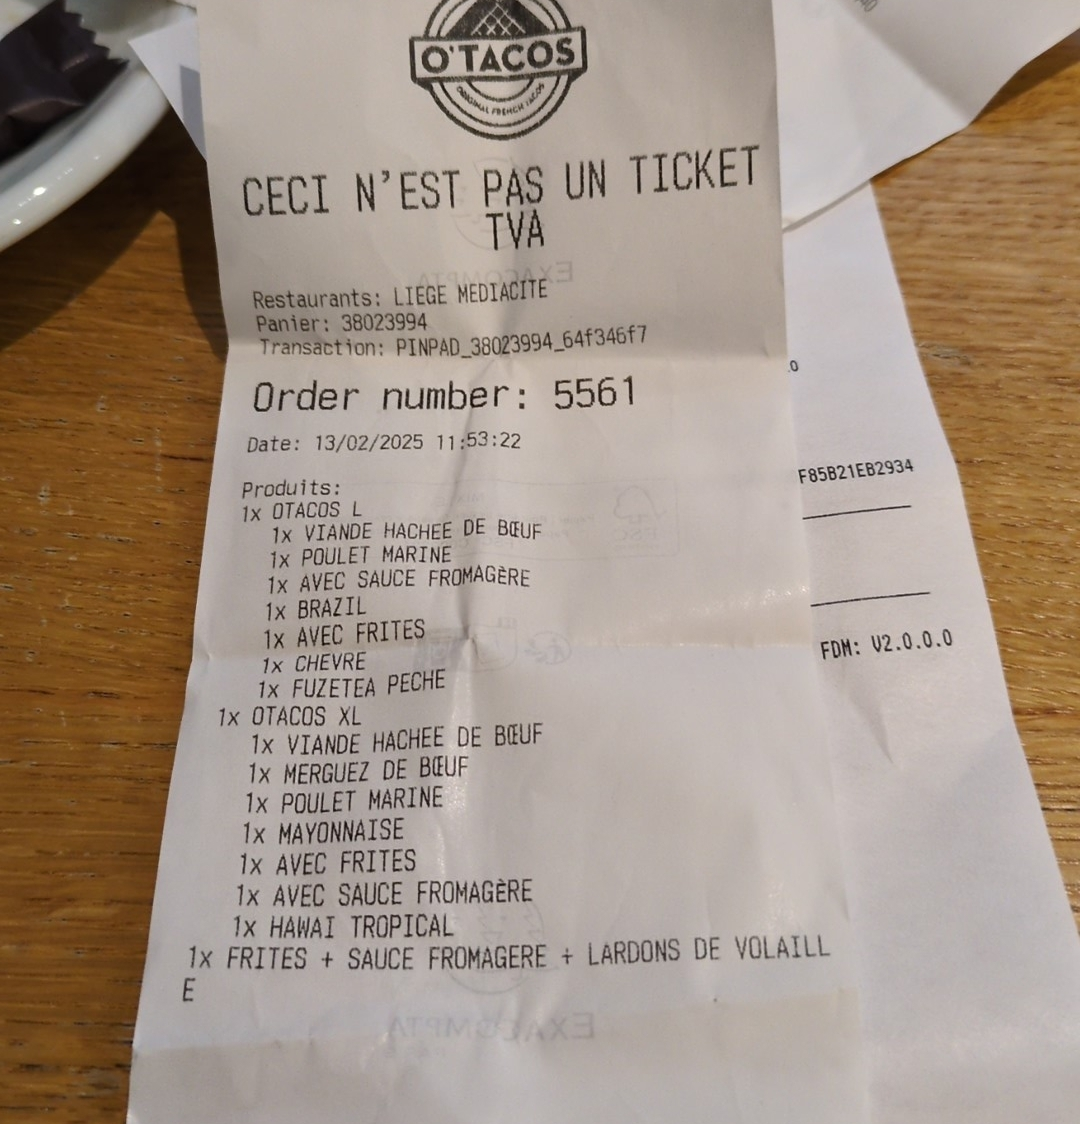 O'TACOS
ORIGINAL FRENCH TACOS
CECI N'EST PAS UN TICKET
TVA
Restaurants: LIEGE MEDIACITE
Panier: 38023994
Transaction: PINPAD_38023994_64f346f7
Order number: 5561
Date: 13/02/2025 11:53:22
Produits:
1x OTACOS L
1x VIANDE HACHEE DE BŒUF
1x POULET MARINE
1x AVEC SAUCE FROMAGÈRE
1x BRAZIL
1x AVEC FRITES
1x CHEVRE
1x FUZETEA PECHE
1x OTACOS XL
1x VIANDE HACHEE DE BŒUF
1x MERGUEZ DE BŒUF
1x POULET MARINE
1x MAYONNAISE
1x AVEC FRITES
1x AVEC SAUCE FROMAGÈRE
1x HAWAI TROPICAL
1x FRITES + SAUCE FROMAGERE + LARDONS DE VOLAILL
E
F85B21EB2934
FDM: V2.0.0.0
EXACOMPTA